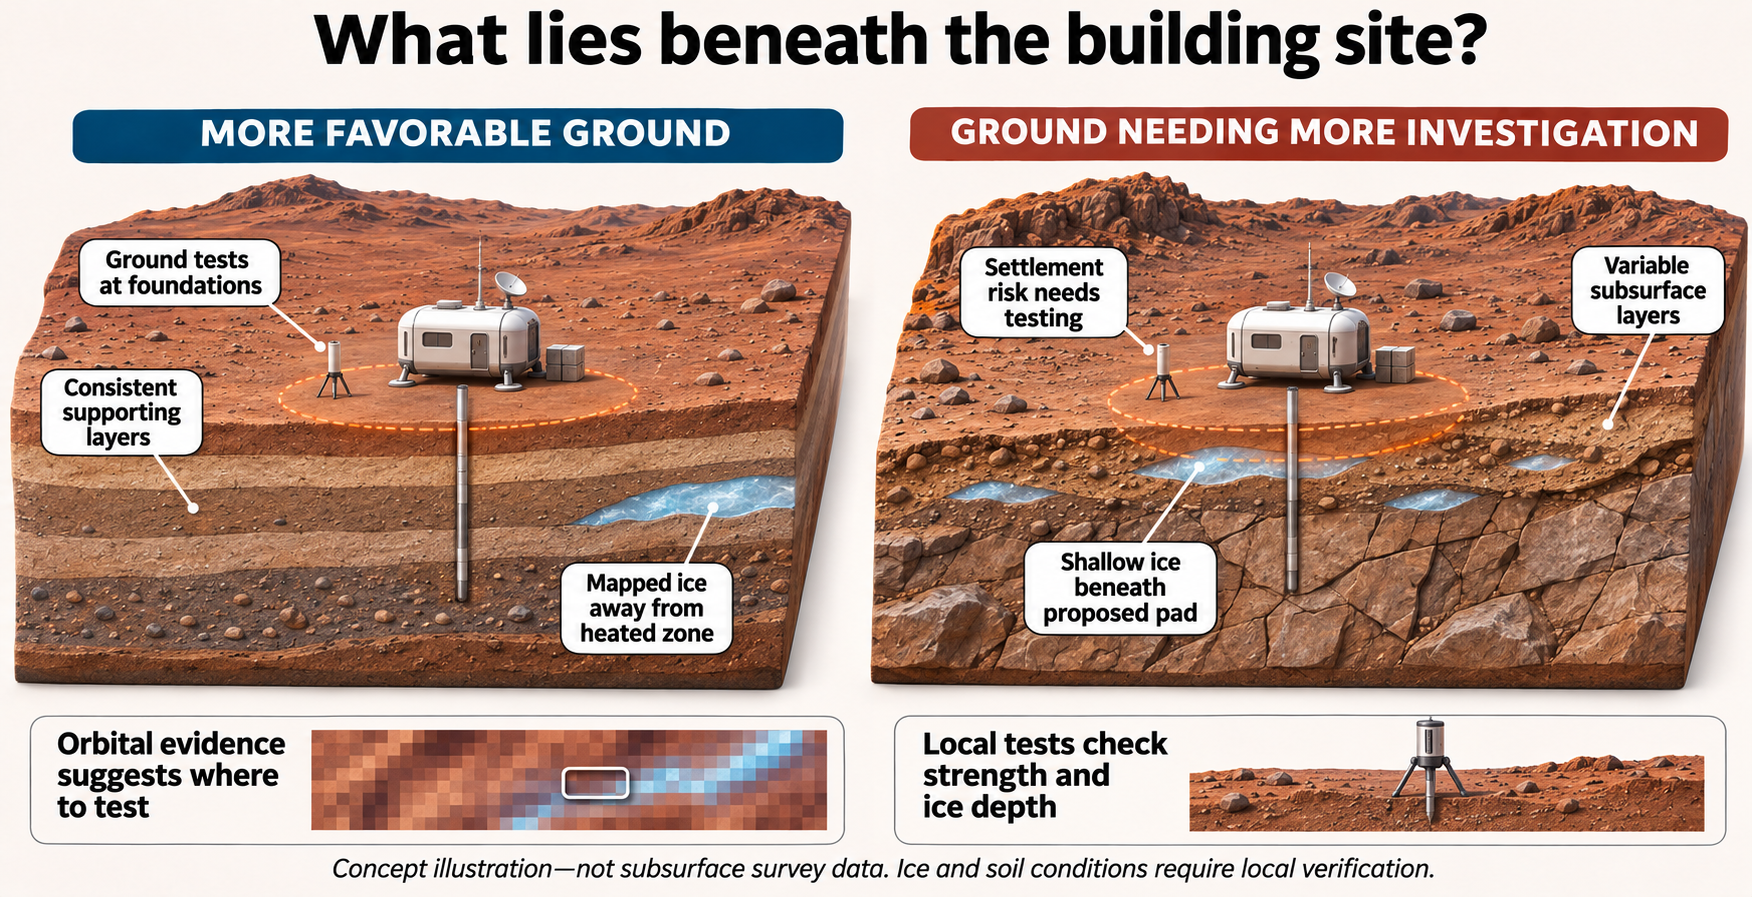 What lies beneath the building site?
MORE FAVORABLE GROUND
Ground tests
at foundations
Consistent
supporting
layers
Mapped ice
away from
heated zone
GROUND NEEDING MORE INVESTIGATION
Settlement
risk needs
testing
Variable
subsurface
layers
Shallow ice
beneath
proposed pad
Orbital evidence
suggests where
to test
Local tests check
strength and
ice depth
Concept illustration—not subsurface survey data. Ice and soil conditions require local verification.